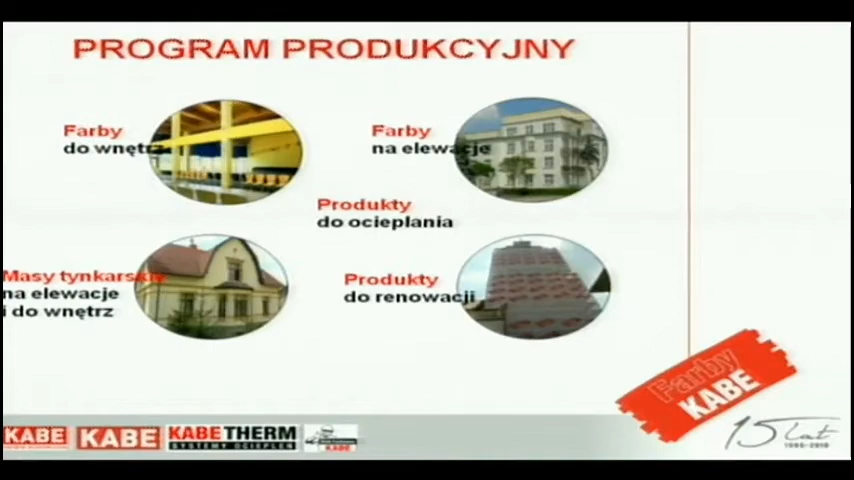 PROGRAM PRODUKCYJNY
Farby
do wnętrz
Farby
na elewacje
Produkty
do ocieplania
Masy tynkarskie
na elewacje
i do wnętrz
Produkty
do renowacji
Farby
KABE
KABE
KABE
KABE THERM
SYSTEMY OCIEPLEŃ
KABE
15 lat
1995-2010